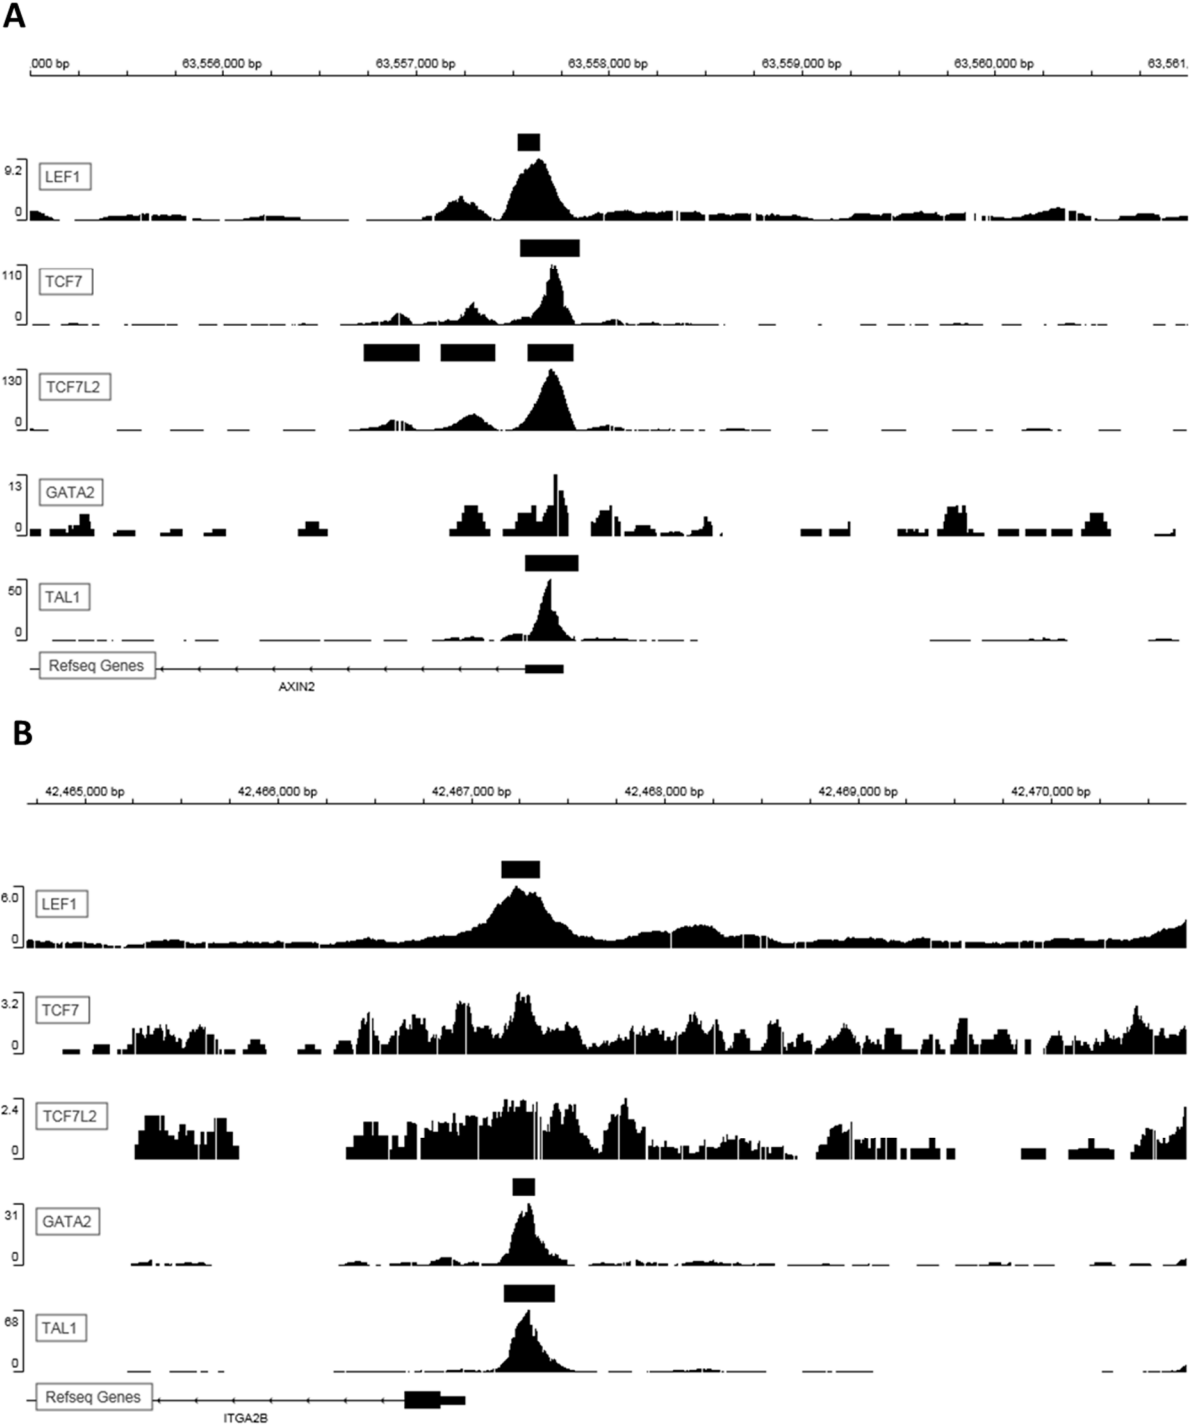 A
,000 bp 63,556,000 bp 63,557,000 bp 63,558,000 bp 63,559,000 bp 63,560,000 bp 63,561,
9.2
LEF1
0
110
TCF7
0
130
TCF7L2
0
13
GATA2
0
50
TAL1
0
Refseq Genes
AXIN2
B
42,465,000 bp 42,466,000 bp 42,467,000 bp 42,468,000 bp 42,469,000 bp 42,470,000 bp
6.0
LEF1
0
3.2
TCF7
0
2.4
TCF7L2
0
31
GATA2
0
68
TAL1
0
Refseq Genes
ITGA2B